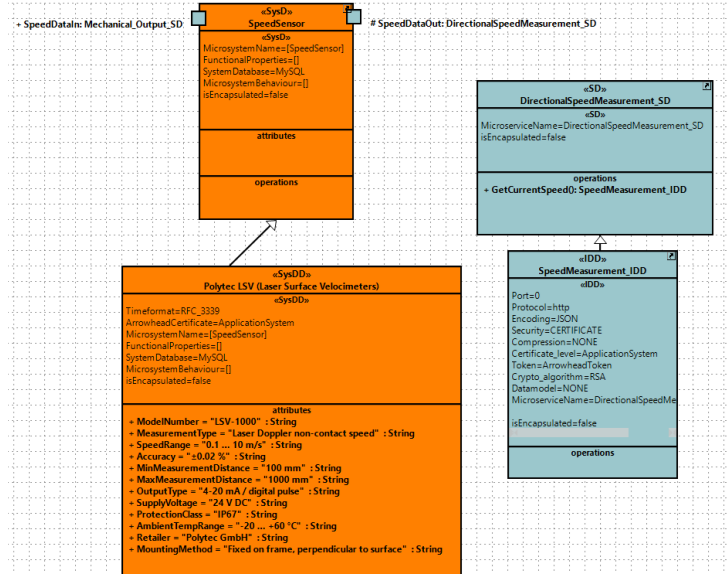 + SpeedDataIn: Mechanical_Output_SD
«SysD»
SpeedSensor
«SysD»
MicrosystemName=[SpeedSensor]
FunctionalProperties=[]
SystemDatabase=MySQL
MicrosystemBehaviour=[]
isEncapsulated=false
attributes
operations
# SpeedDataOut: DirectionalSpeedMeasurement_SD
«SD»
DirectionalSpeedMeasurement_SD
«SD»
MicroserviceName=DirectionalSpeedMeasurement_SD
isEncapsulated=false
operations
+ GetCurrentSpeed(): SpeedMeasurement_IDD
«SysDD»
Polytec LSV (Laser Surface Velocimeters)
«SysDD»
Timeformat=RFC_3339
ArrowheadCertificate=ApplicationSystem
MicrosystemName=[SpeedSensor]
FunctionalProperties=[]
SystemDatabase=MySQL
MicrosystemBehaviour=[]
isEncapsulated=false
attributes
+ ModelNumber = "LSV-1000" : String
+ MeasurementType = "Laser Doppler non-contact speed" : String
+ SpeedRange = "0.1 ... 10 m/s" : String
+ Accuracy = "±0.02 %" : String
+ MinMeasurementDistance = "100 mm" : String
+ MaxMeasurementDistance = "1000 mm" : String
+ OutputType = "4-20 mA / digital pulse" : String
+ SupplyVoltage = "24 V DC" : String
+ ProtectionClass = "IP67" : String
+ AmbientTempRange = "-20 ... +60 °C" : String
+ Retailer = "Polytec GmbH" : String
+ MountingMethod = "Fixed on frame, perpendicular to surface" : String
«IDD»
SpeedMeasurement_IDD
«IDD»
Port=0
Protocol=http
Encoding=JSON
Security=CERTIFICATE
Compression=NONE
Certificate_level=ApplicationSystem
Token=ArrowheadToken
Crypto_algorithm=RSA
Datamodel=NONE
MicroserviceName=DirectionalSpeedMe
isEncapsulated=false
operations